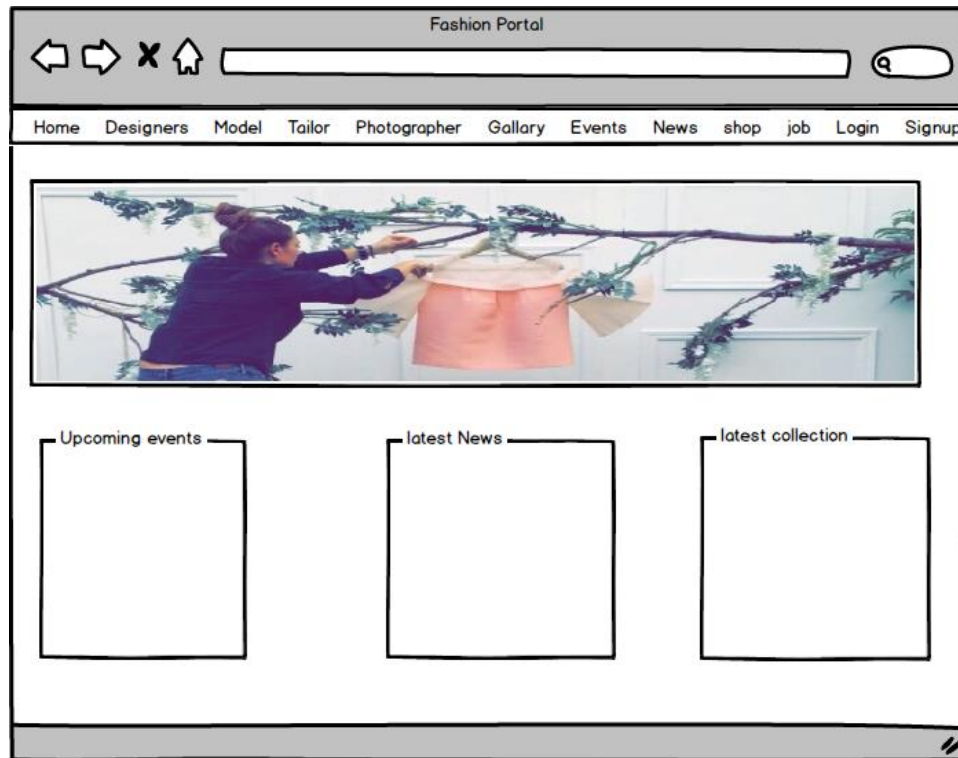 Fashion Portal
Home Designers Model Tailor Photographer Gallary Events News shop job Login Signup
Upcoming events latest News latest collection